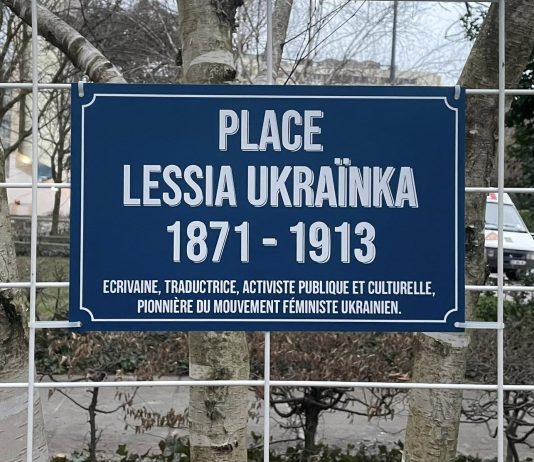 PLACE
LESSIA UKRAÏNKA
1871 - 1913
ECRIVAINE, TRADUCTRICE, ACTIVISTE PUBLIQUE ET CULTURELLE,
PIONNIÈRE DU MOUVEMENT FÉMINISTE UKRAINIEN.